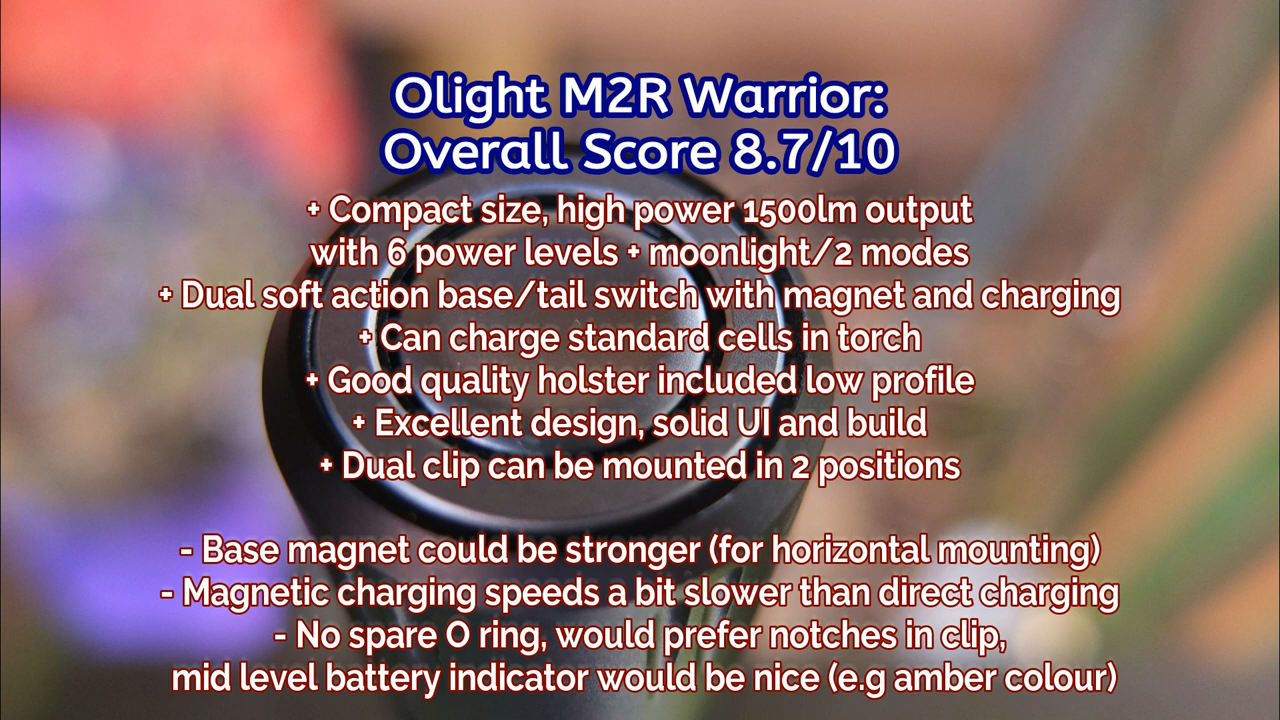 Olight M2R Warrior:
Overall Score 8.7/10
+ Compact size, high power 1500lm output
with 6 power levels + moonlight/2 modes
+ Dual soft action base/tail switch with magnet and charging
+ Can charge standard cells in torch
+ Good quality holster included low profile
+ Excellent design, solid UI and build
+ Dual clip can be mounted in 2 positions
- Base magnet could be stronger (for horizontal mounting)
- Magnetic charging speeds a bit slower than direct charging
- No spare O ring, would prefer notches in clip,
mid level battery indicator would be nice (e.g amber colour)